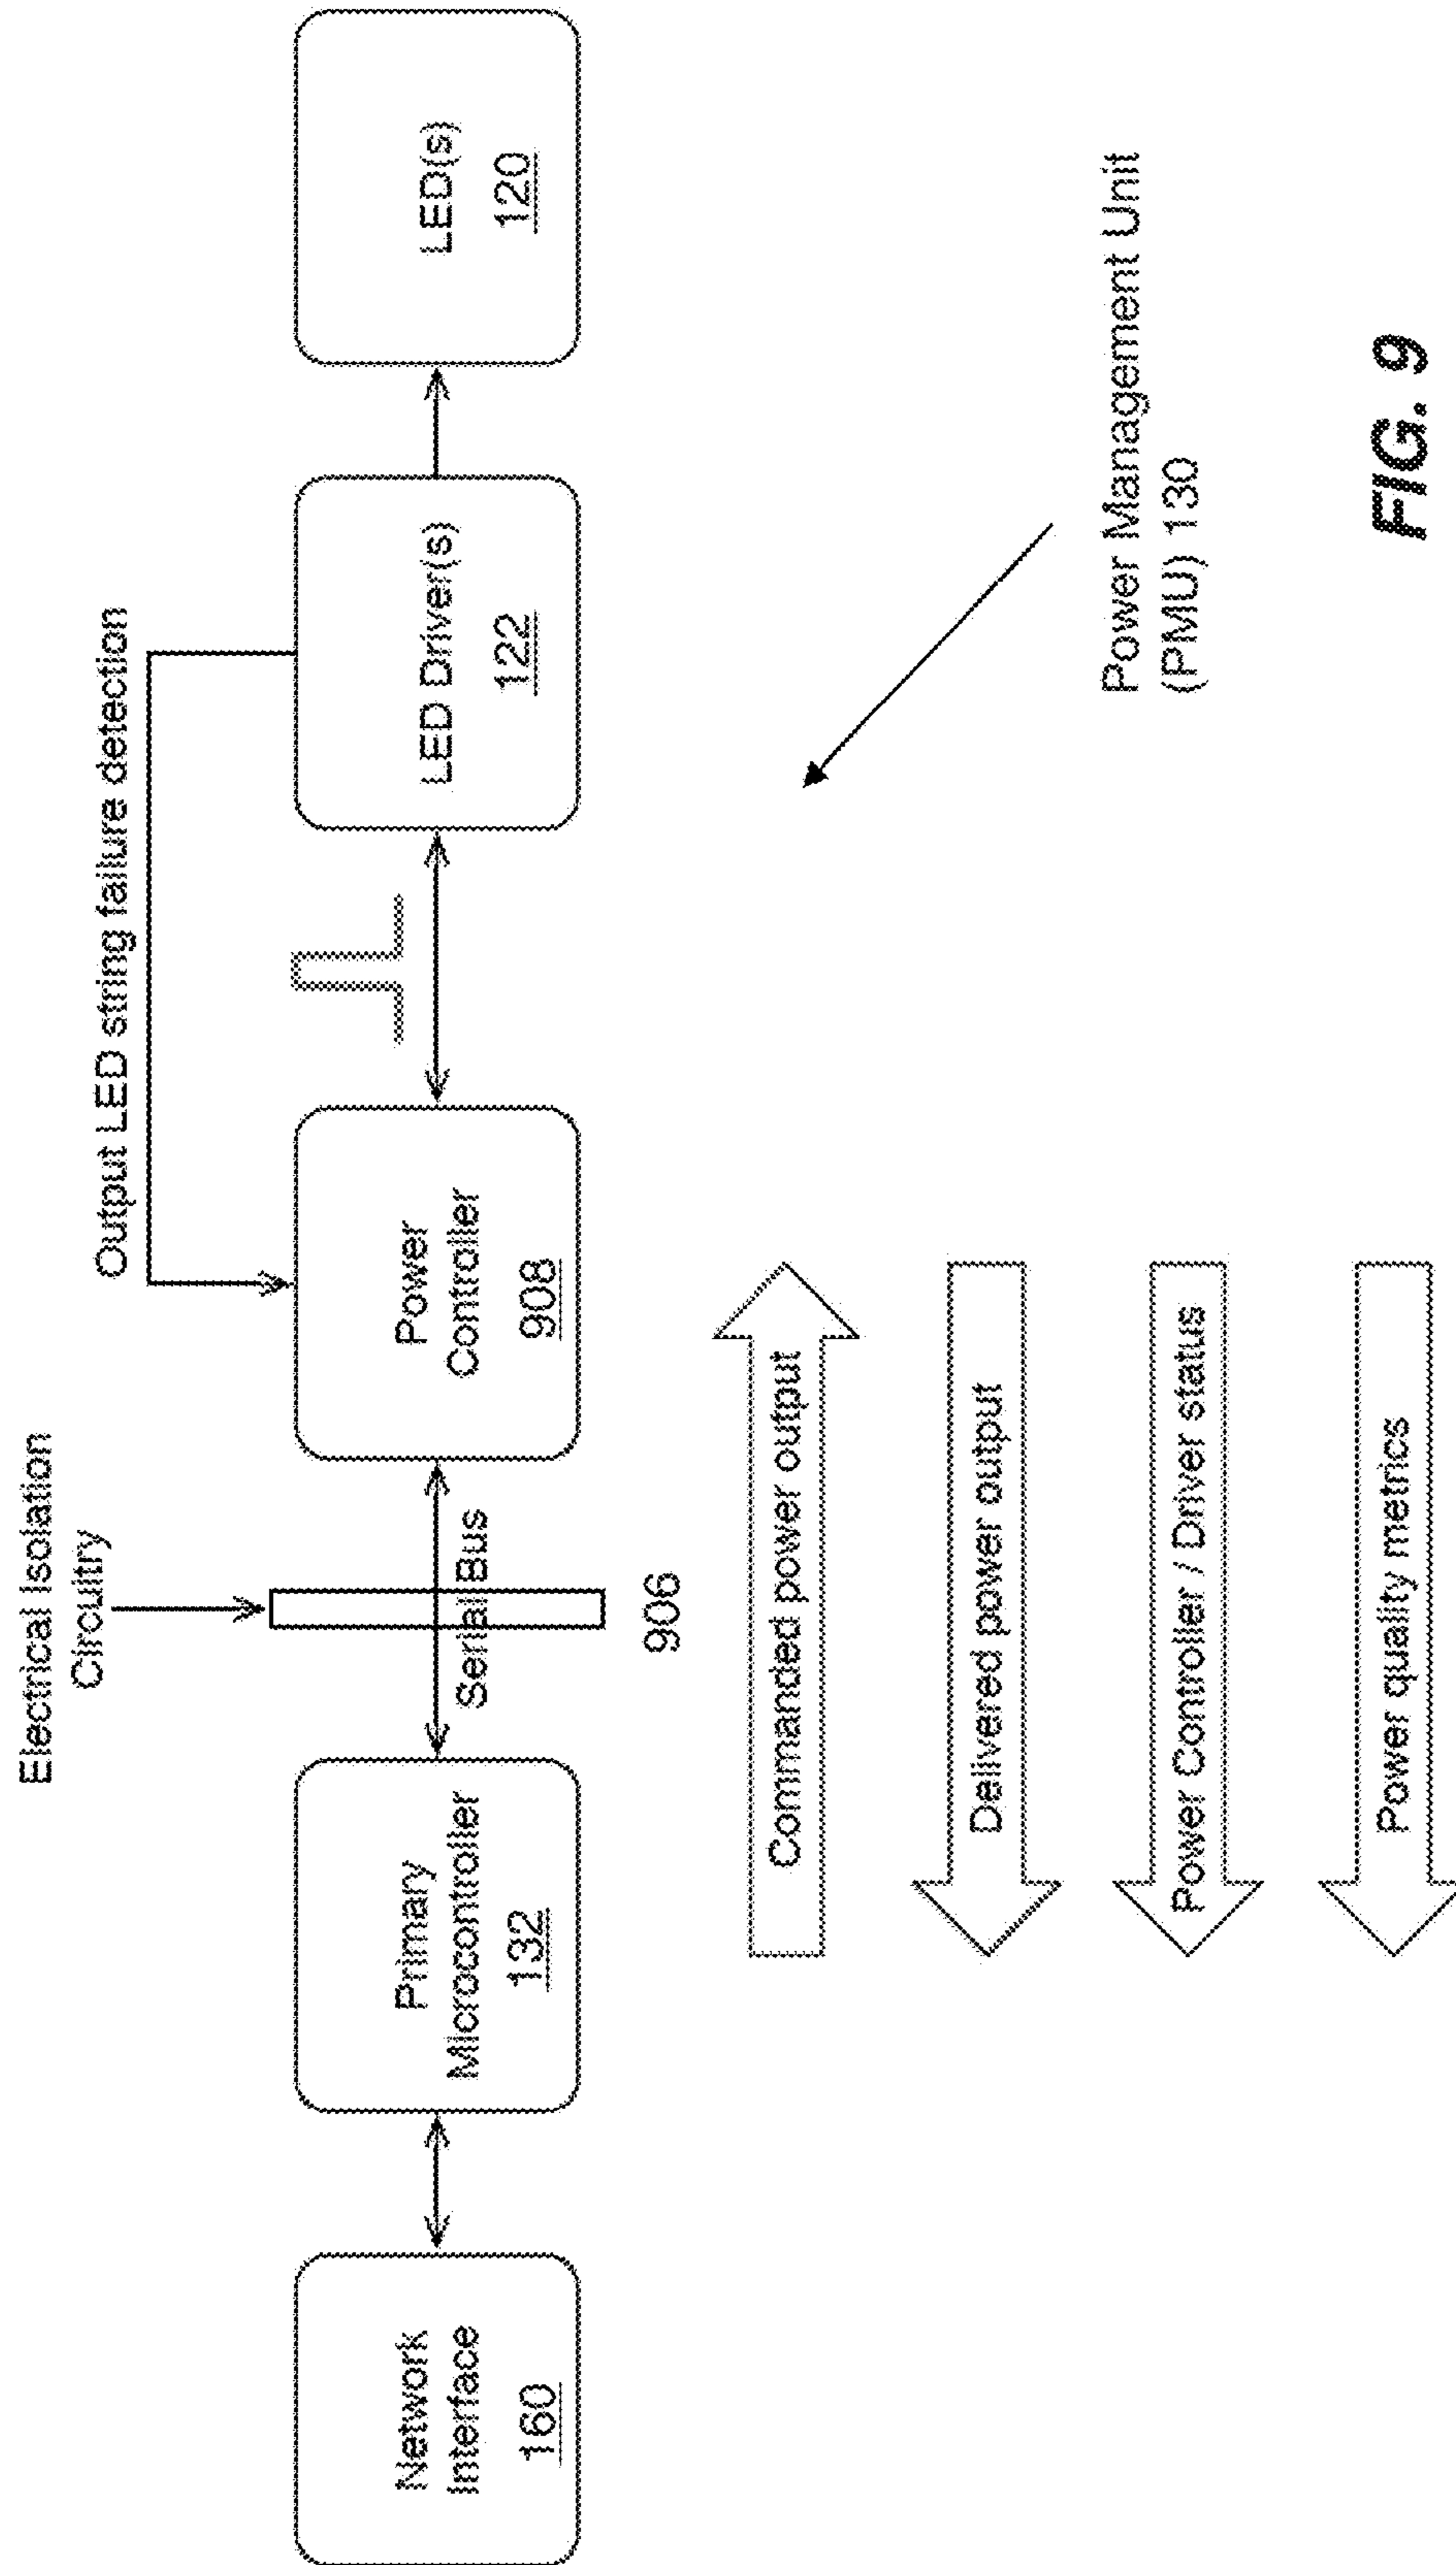 Electrical Isolation
Circuitry
Output LED string failure detection
Network
Interface
160
Primary
Microcontroller
132
Serial Bus
906
Power
Controller
908
LED Driver(s)
122
LED(s)
120
Commanded power output
Delivered power output
Power Controller / Driver status
Power quality metrics
Power Management Unit
(PMU) 130
FIG. 9